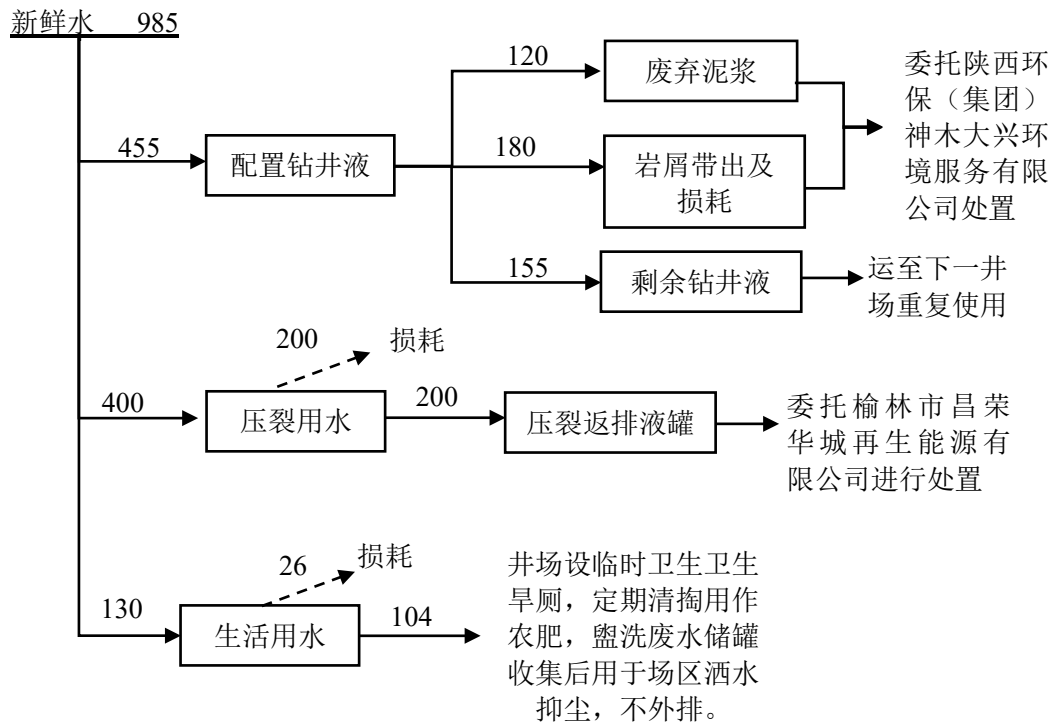 新鲜水 985
455
配置钻井液
120
废弃泥浆
180
岩屑带出及
损耗
155
剩余钻井液
委托陕西环
保（集团）
神木大兴环
境服务有限
公司处置
运至下一井
场重复使用
400
压裂用水
200
损耗
200
压裂返排液罐
委托榆林市昌荣
华城再生能源有
限公司进行处置
130
生活用水
26
损耗
104
井场设临时卫生卫生
旱厕，定期清掏用作
农肥，盥洗废水储罐
收集后用于场区洒水
抑尘，不外排。